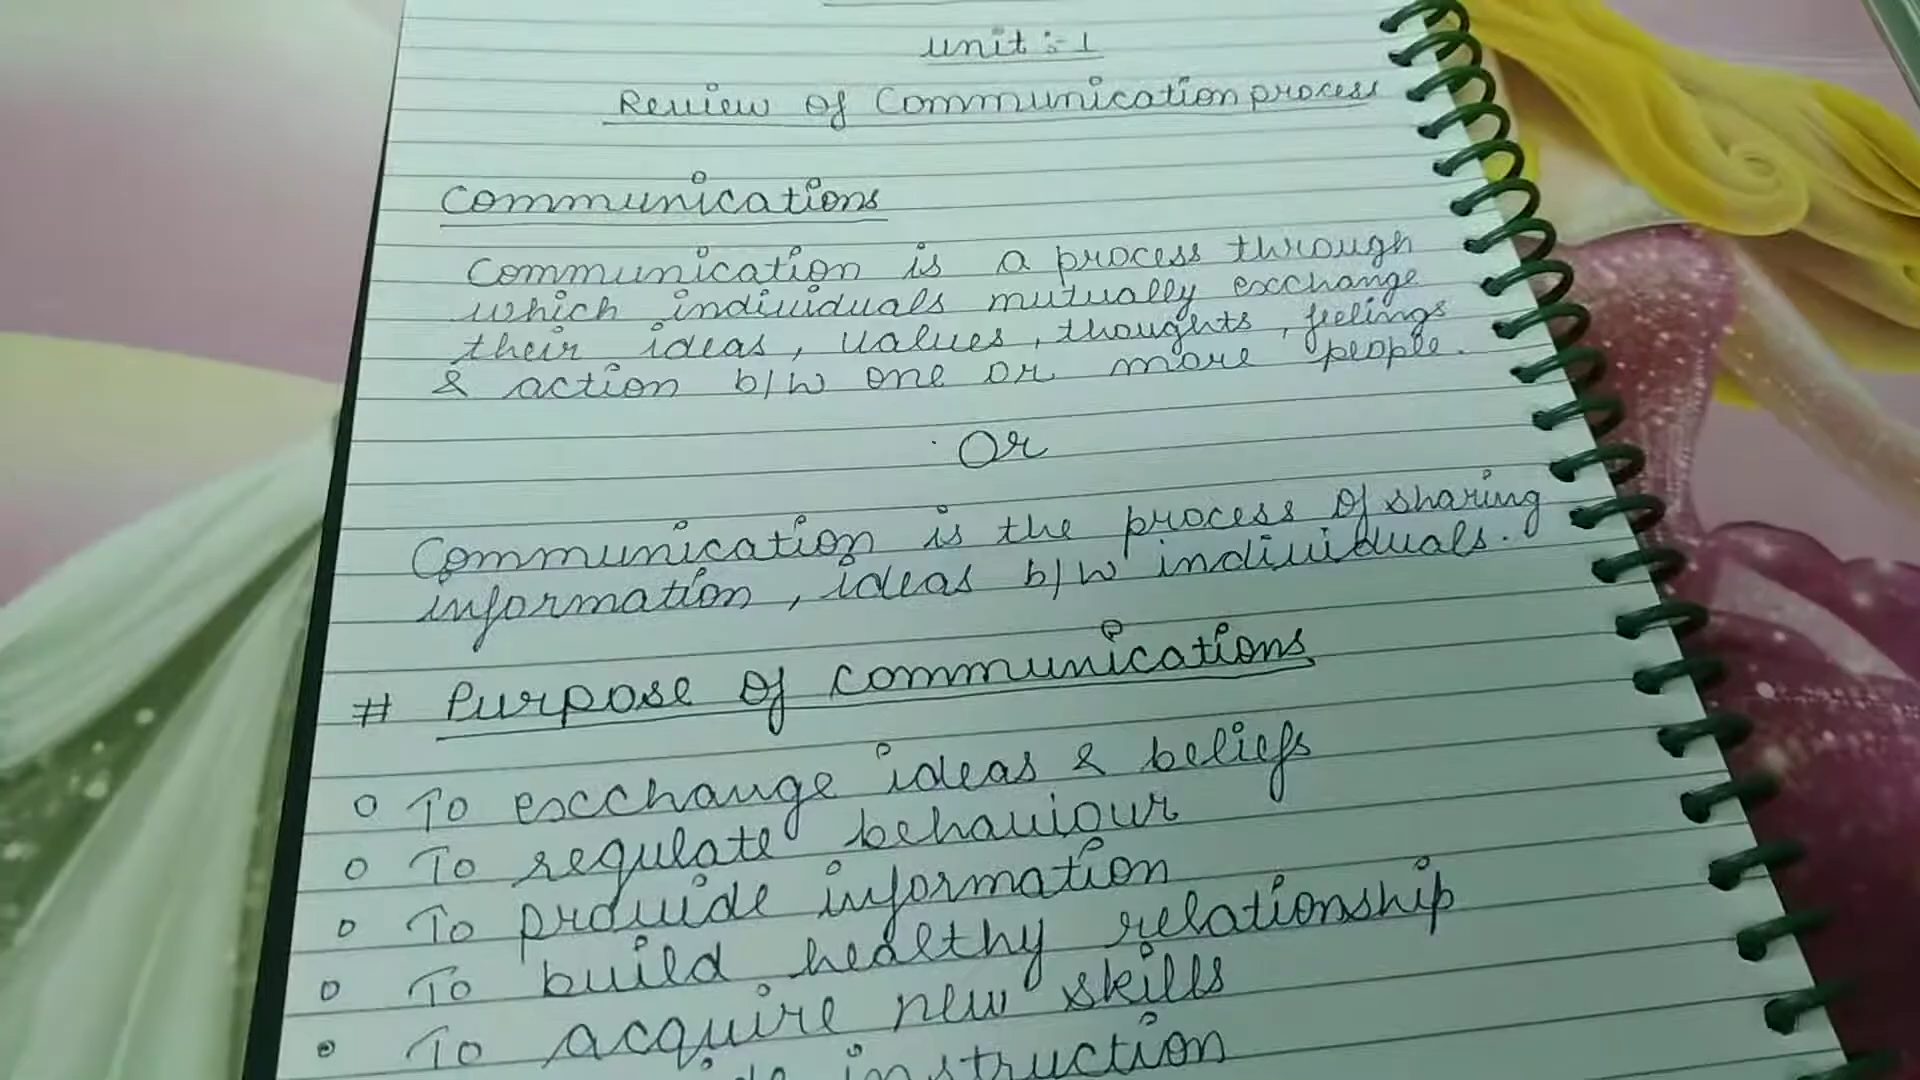 Unit :- 1
Review of Communication process
Communications
Communication is a process through
which individuals mutually exchange
their ideas, values, thoughts, feelings
& action b/w one or more people.
Or
Communication is the process of sharing
information, ideas b/w individuals.
# Purpose of communications
o To exchange ideas & beliefs
o To regulate behaviour
o To provide information
o To build healthy relationship
o To acquire new skills
instruction